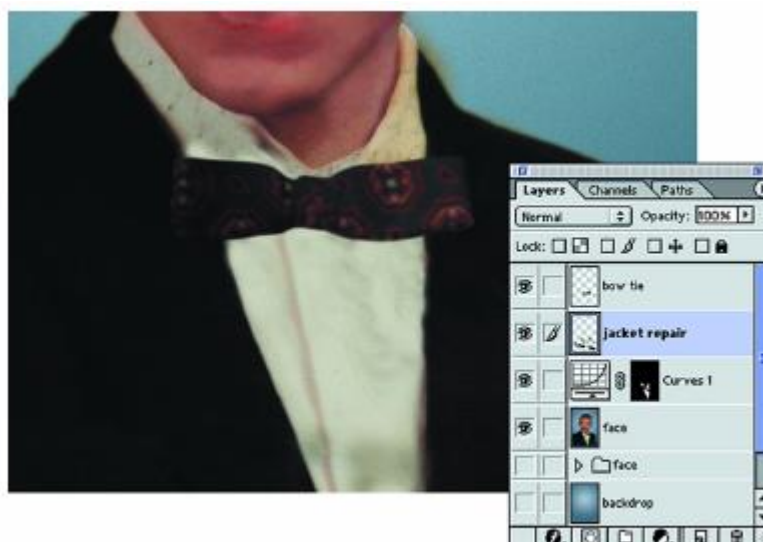 Layers Channels Paths
Normal Opacity: 100%
Lock:
bow tie
jacket repair
Curves 1
face
face
backdrop